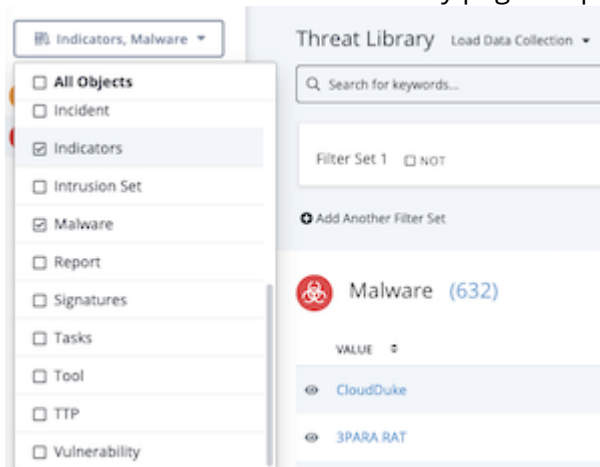 Indicators, Malware
All Objects
Incident
Indicators
Intrusion Set
Malware
Report
Signatures
Tasks
Tool
TTP
Vulnerability
Threat Library Load Data Collection
Search for keywords...
Filter Set 1 NOT
Add Another Filter Set
Malware (632)
VALUE
CloudDuke
3PARA RAT